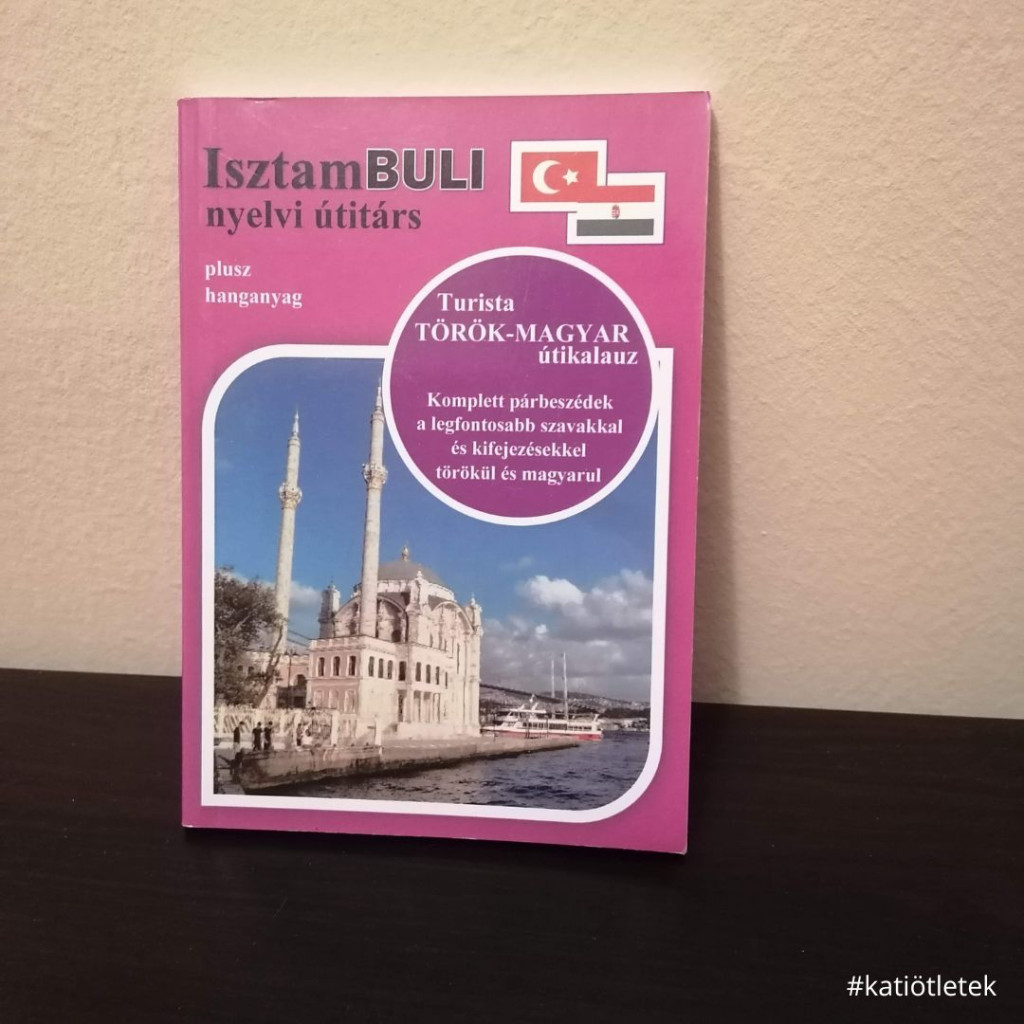 IsztamBULI
nyelvi útitárs
plusz
hanganyag
Turista
TÖRÖK-MAGYAR
útikalauz
Komplett párbeszédek
a legfontosabb szavakkal
és kifejezésekkel
törökül és magyarul
#katiötletek